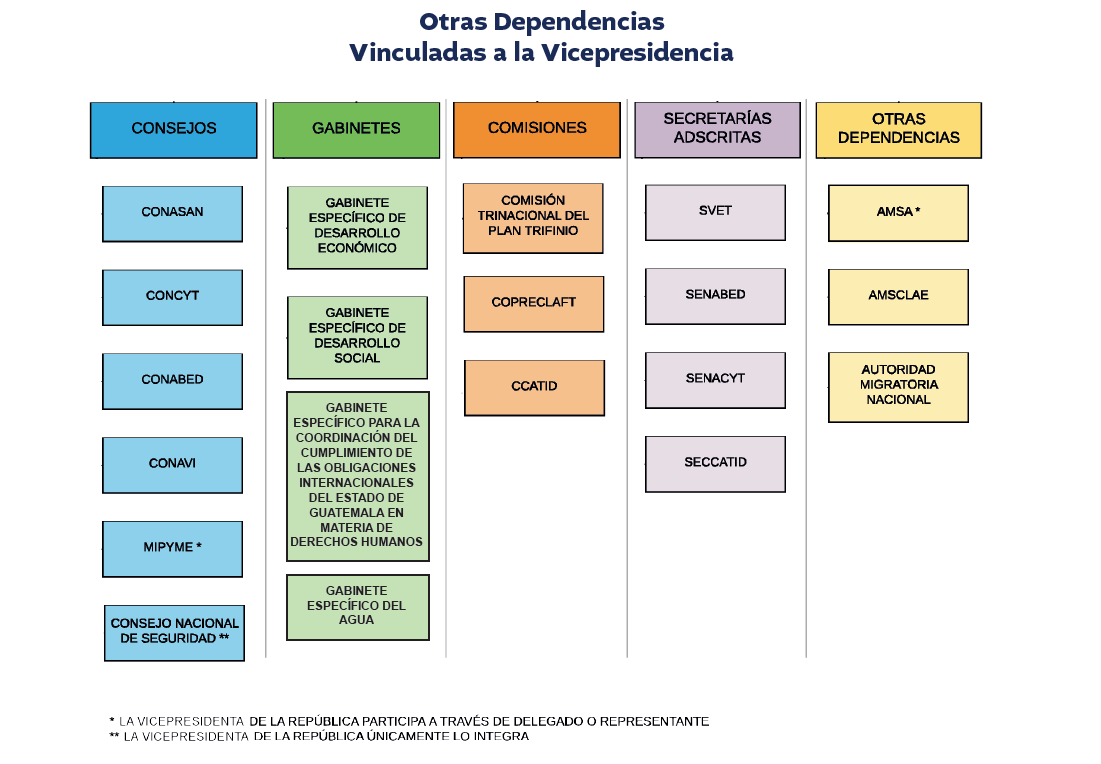 Otras Dependencias
Vinculadas a la Vicepresidencia
CONSEJOS
CONASAN
CONCYT
CONABED
CONAVI
MIPYME *
CONSEJO NACIONAL
DE SEGURIDAD **
GABINETES
GABINETE
ESPECÍFICO DE
DESARROLLO
ECONÓMICO
GABINETE
ESPECÍFICO DE
DESARROLLO
SOCIAL
GABINETE
ESPECÍFICO PARA LA
COORDINACIÓN DEL
CUMPLIMIENTO DE
LAS OBLIGACIONES
INTERNACIONALES
DEL ESTADO DE
GUATEMALA EN
MATERIA DE
DERECHOS HUMANOS
GABINETE
ESPECÍFICO DEL
AGUA
COMISIONES
COMISIÓN
TRINACIONAL DEL
PLAN TRIFINIO
COPRECLAFT
CCATID
SECRETARÍAS
ADSCRITAS
SVET
SENABED
SENACYT
SECCATID
OTRAS
DEPENDENCIAS
AMSA *
AMSCLAE
AUTORIDAD
MIGRATORIA
NACIONAL
* LA VICEPRESIDENTA DE LA REPÚBLICA PARTICIPA A TRAVÉS DE DELEGADO O REPRESENTANTE
** LA VICEPRESIDENTA DE LA REPÚBLICA ÚNICAMENTE LO INTEGRA